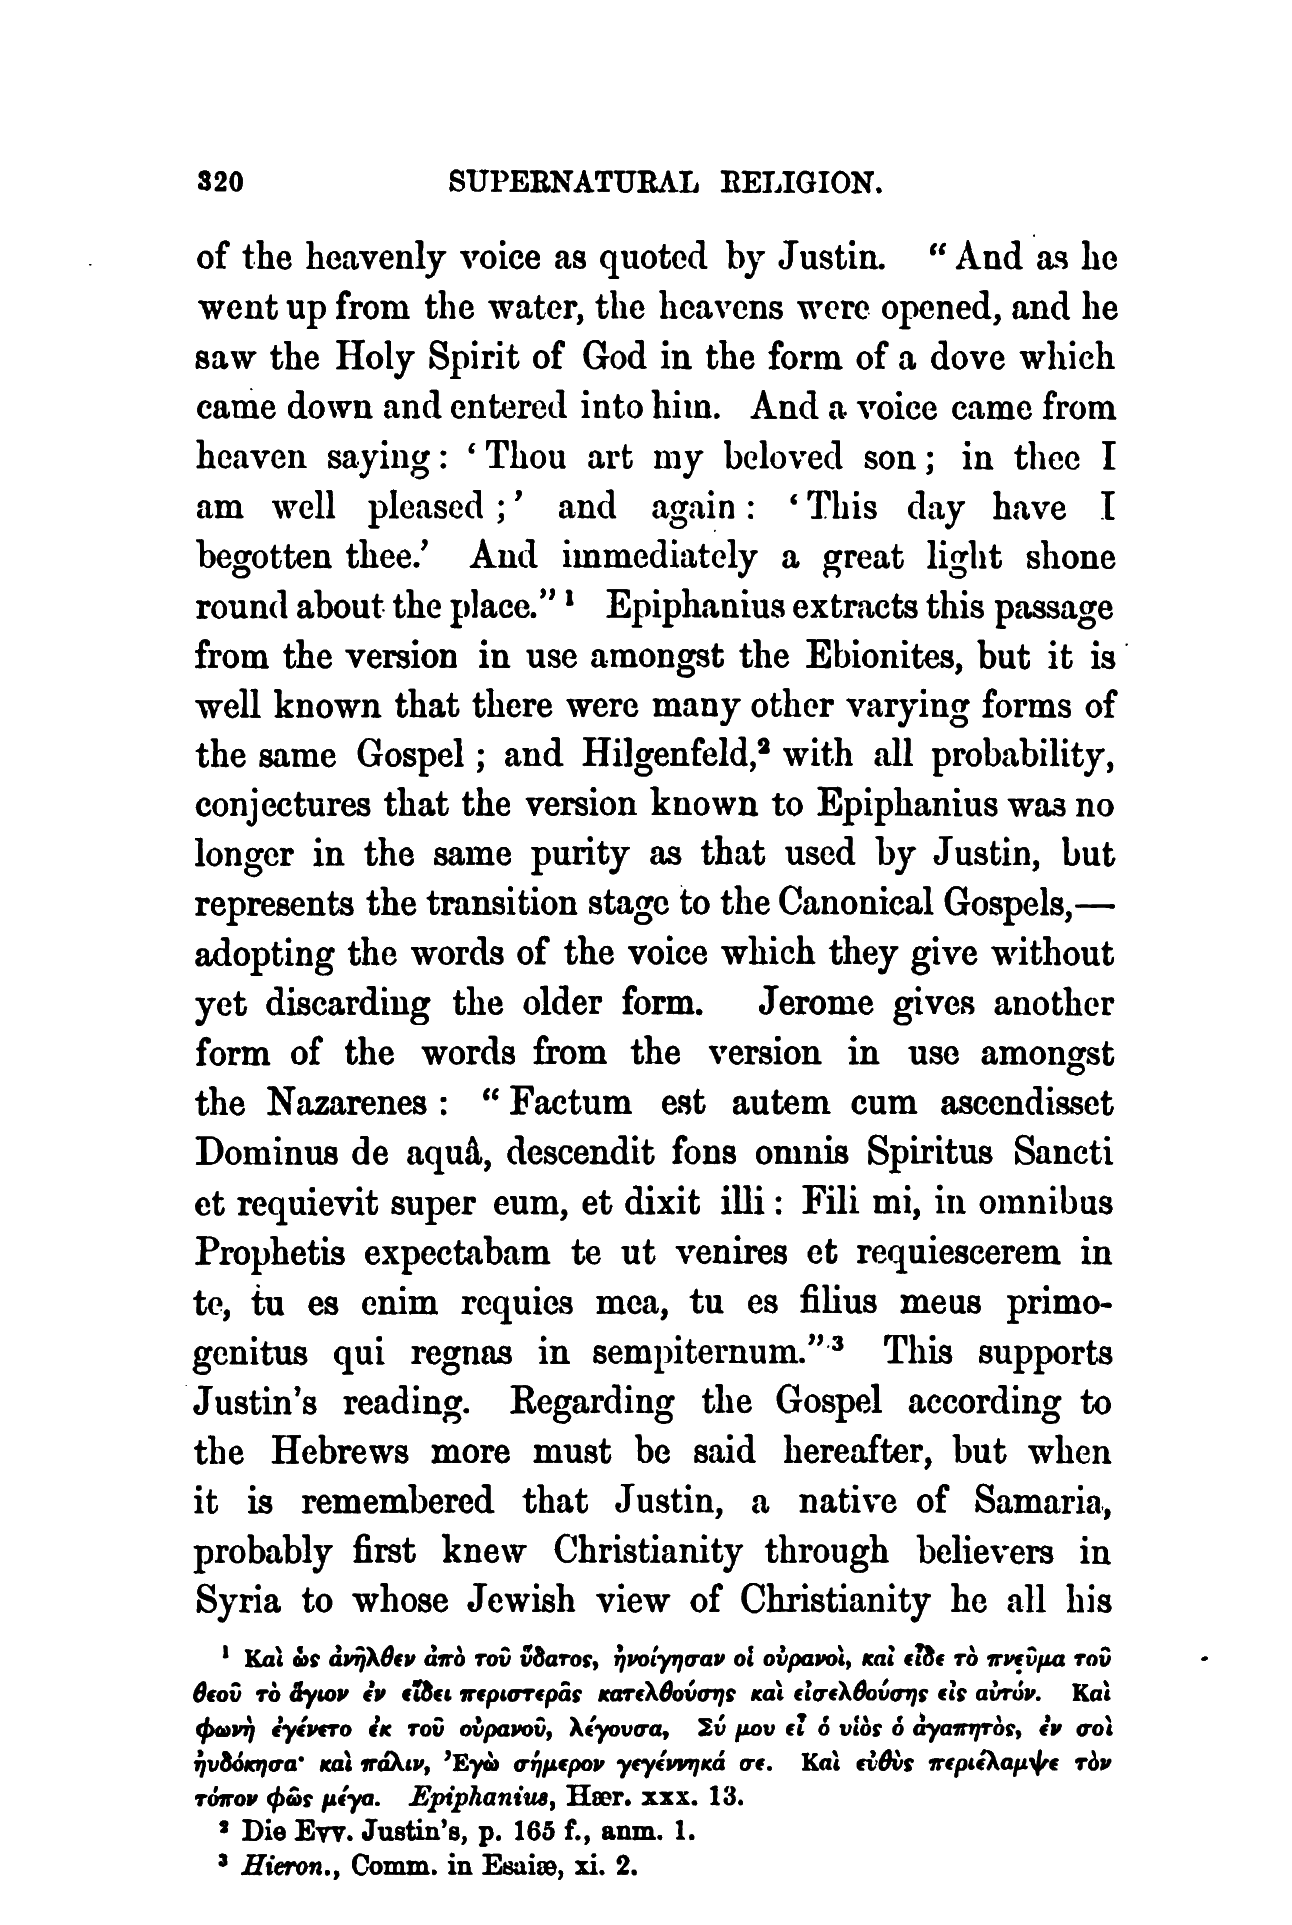 320 SUPERNATURAL RELIGION.
of the heavenly voice as quoted by Justin. “And as he
went up from the water, the heavens were opened, and he
saw the Holy Spirit of God in the form of a dove which
came down and entered into him. And a voice came from
heaven saying: ‘Thou art my beloved son; in thee I
am well pleased;’ and again: ‘This day have I
begotten thee.’ And immediately a great light shone
round about the place.”¹ Epiphanius extracts this passage
from the version in use amongst the Ebionites, but it is
well known that there were many other varying forms of
the same Gospel; and Hilgenfeld,² with all probability,
conjectures that the version known to Epiphanius was no
longer in the same purity as that used by Justin, but
represents the transition stage to the Canonical Gospels,—
adopting the words of the voice which they give without
yet discarding the older form. Jerome gives another
form of the words from the version in use amongst
the Nazarenes: “Factum est autem cum ascendisset
Dominus de aquâ, descendit fons omnis Spiritus Sancti
et requievit super eum, et dixit illi: Fili mi, in omnibus
Prophetis expectabam te ut venires et requiescerem in
te, tu es enim requies mea, tu es filius meus primo-
genitus qui regnas in sempiternum.”³ This supports
Justin’s reading. Regarding the Gospel according to
the Hebrews more must be said hereafter, but when
it is remembered that Justin, a native of Samaria,
probably first knew Christianity through believers in
Syria to whose Jewish view of Christianity he all his
¹ Καὶ ὡς ἀνῆλθεν ἀπὸ τοῦ ὕδατος, ἠνοίγησαν οἱ οὐρανοὶ, καὶ εἶδε τὸ πνεῦμα τοῦ
θεοῦ τὸ ἅγιον ἐν εἴδει περιστερᾶς κατελθούσης καὶ εἰσελθούσης εἰς αὐτόν. Καὶ
φωνὴ ἐγένετο ἐκ τοῦ οὐρανοῦ, λέγουσα, Σύ μου εἶ ὁ υἱὸς ὁ ἀγαπητὸς, ἐν σοὶ
ηὐδόκησα· καὶ πάλιν, Ἐγὼ σήμερον γεγέννηκά σε. Καὶ εὐθὺς περιέλαμψε τὸν
τόπον φῶς μέγα. Epiphanius, Hær. xxx. 13.
² Die Evv. Justin’s, p. 165 f., anm. 1.
³ Hieron., Comm. in Esaiæ, xi. 2.